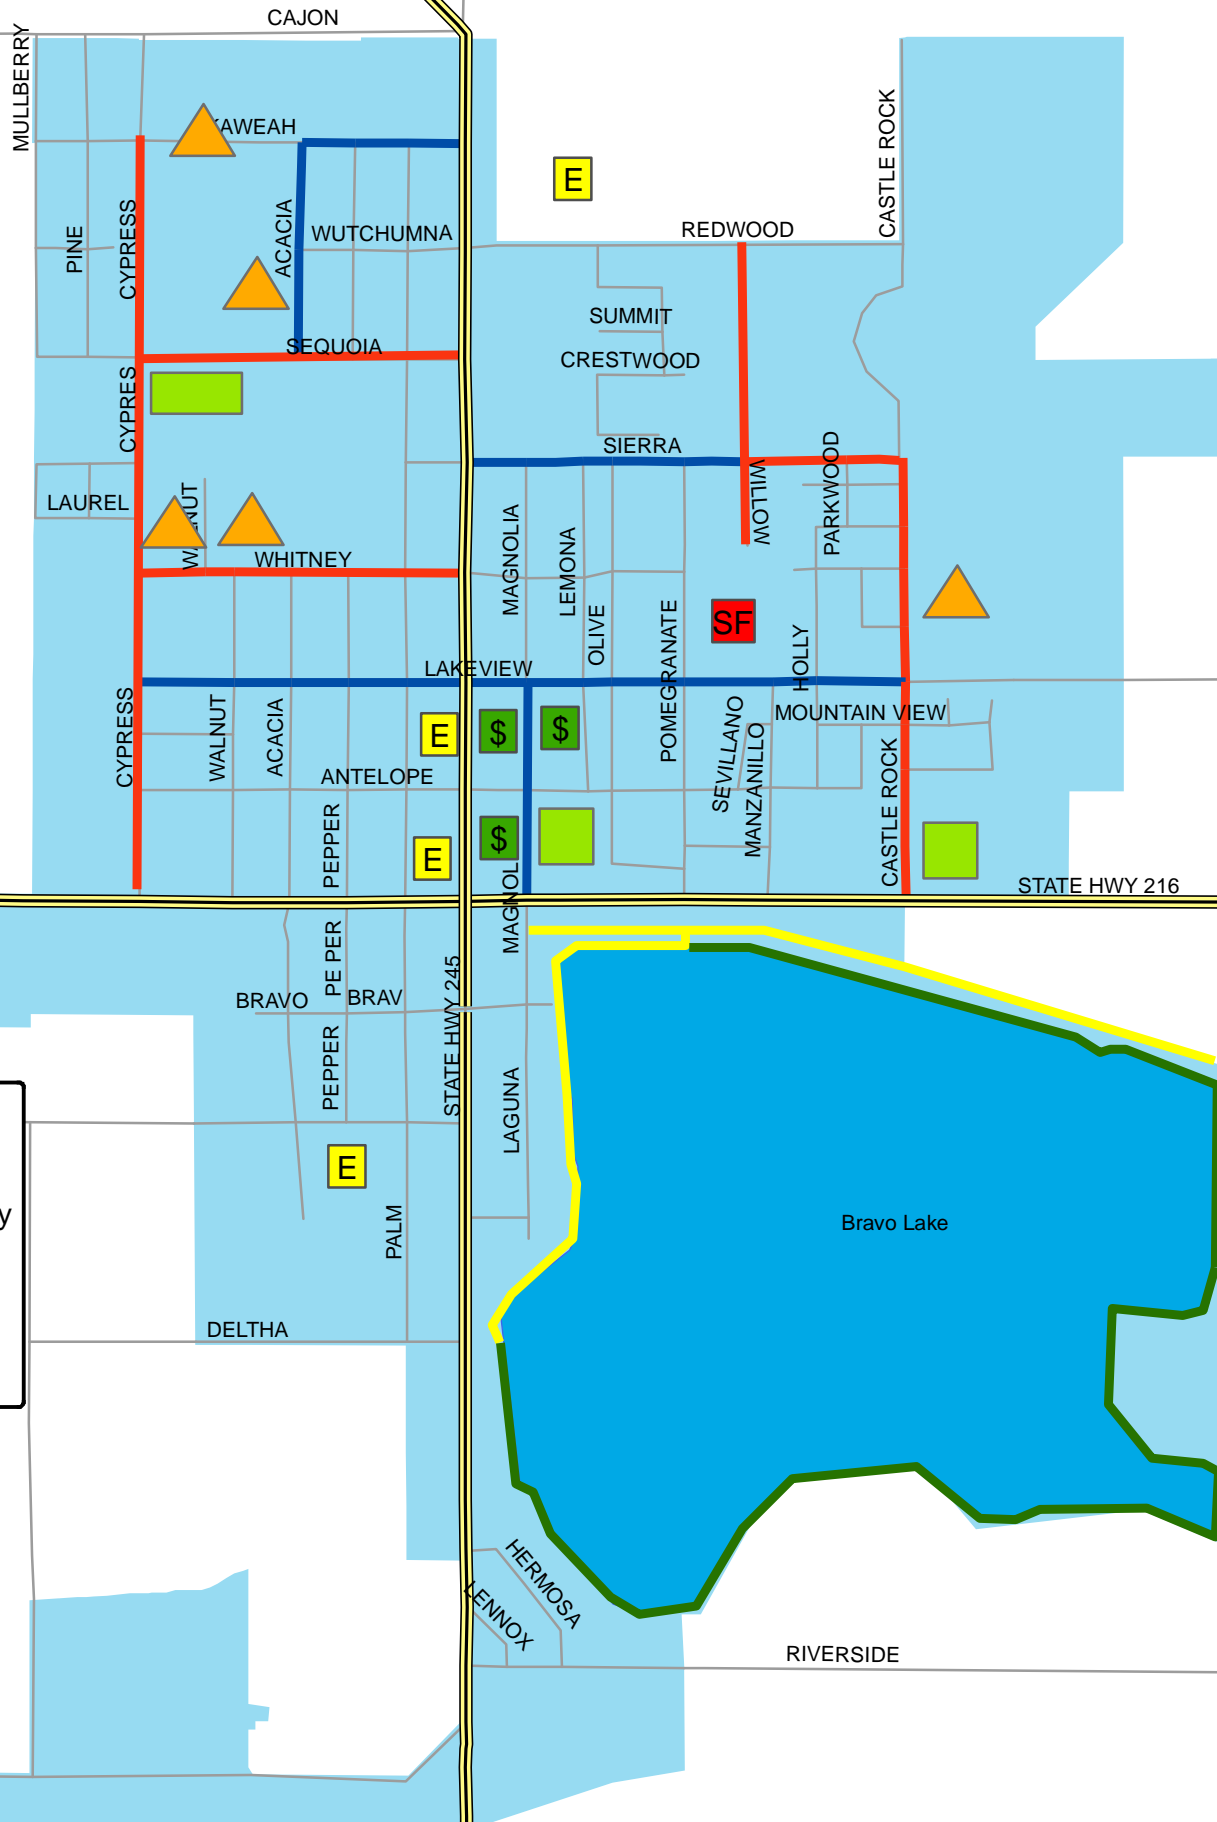 CAJON
MULLBERRY
KAWEAH
CASTLE ROCK
E
PINE
CYPRESS
ACACIA
WUTCHUMNA
REDWOOD
SUMMIT
SEQUOIA
CRESTWOOD
CYPRES
SIERRA
PARKWOOD
WILLOW
LAUREL
MAGNOLIA
LEMONA
WHITNEY
OLIVE
POMEGRANATE
SF
HOLLY
LAKEVIEW
CYPRESS
WALNUT
ACACIA
E
$
$
SEVILLANO
MANZANILLO
MOUNTAIN VIEW
ANTELOPE
PEPPER
E
$
CASTLE ROCK
STATE HWY 216
MAGNOL
PE PER
BRAVO
BRAV
STATE HWY 245
PEPPER
LAGUNA
E
y
PALM
Bravo Lake
DELTHA
HERMOSA
LENNOX
RIVERSIDE